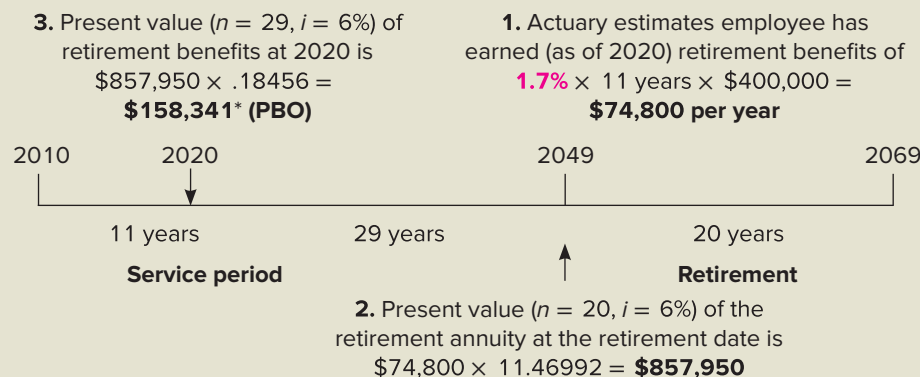 3. Present value (n = 29, i = 6%) of
retirement benefits at 2020 is
$857,950 × .18456 =
$158,341* (PBO)
1. Actuary estimates employee has
earned (as of 2020) retirement benefits of
1.7% × 11 years × $400,000 =
$74,800 per year
2010 2020 2049 2069
11 years 29 years 20 years
Service period Retirement
2. Present value (n = 20, i = 6%) of the
retirement annuity at the retirement date is
$74,800 × 11.46992 = $857,950